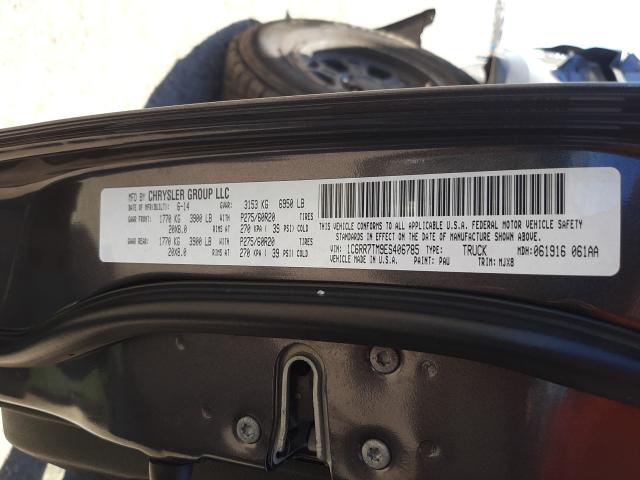 MFD BY CHRYSLER GROUP LLC
DATE OF MFR(BUILT): 6-14 GVWR: 3153 KG 6950 LB
GAWR FRONT: 1770 KG 3900 LB WITH P275/60R20 TIRES
20X8.0 RIMS AT 270 KPA ( 39 PSI) COLD
GAWR REAR: 1770 KG 3900 LB WITH P275/60R20 TIRES
20X8.0 RIMS AT 270 KPA ( 39 PSI) COLD
THIS VEHICLE CONFORMS TO ALL APPLICABLE U.S.A. FEDERAL MOTOR VEHICLE SAFETY
STANDARDS IN EFFECT ON THE DATE OF MANUFACTURE SHOWN ABOVE.
VIN: 1C6RR7TM9ES406785 TYPE: TRUCK MDH: 061916 061AA
VEHICLE MADE IN U.S.A. PAINT: PAU TRIM: MJX8